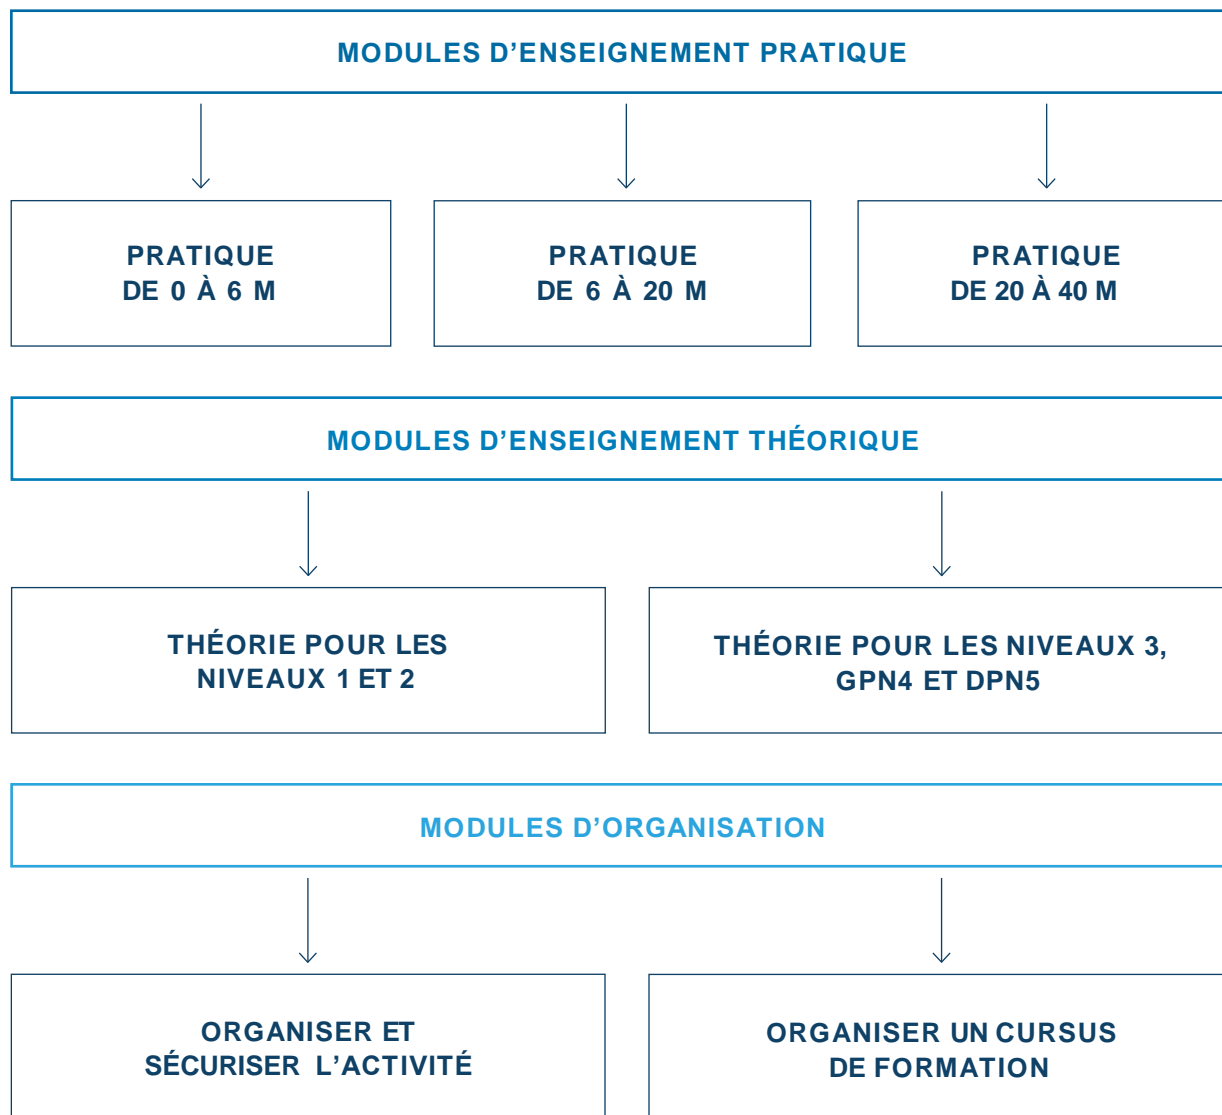 MODULES D’ENSEIGNEMENT PRATIQUE
PRATIQUE
DE 0 À 6 M
PRATIQUE
DE 6 À 20 M
PRATIQUE
DE 20 À 40 M
MODULES D’ENSEIGNEMENT THÉORIQUE
THÉORIE POUR LES
NIVEAUX 1 ET 2
THÉORIE POUR LES NIVEAUX 3,
GPN4 ET DPN5
MODULES D’ORGANISATION
ORGANISER ET
SÉCURISER L’ACTIVITÉ
ORGANISER UN CURSUS
DE FORMATION